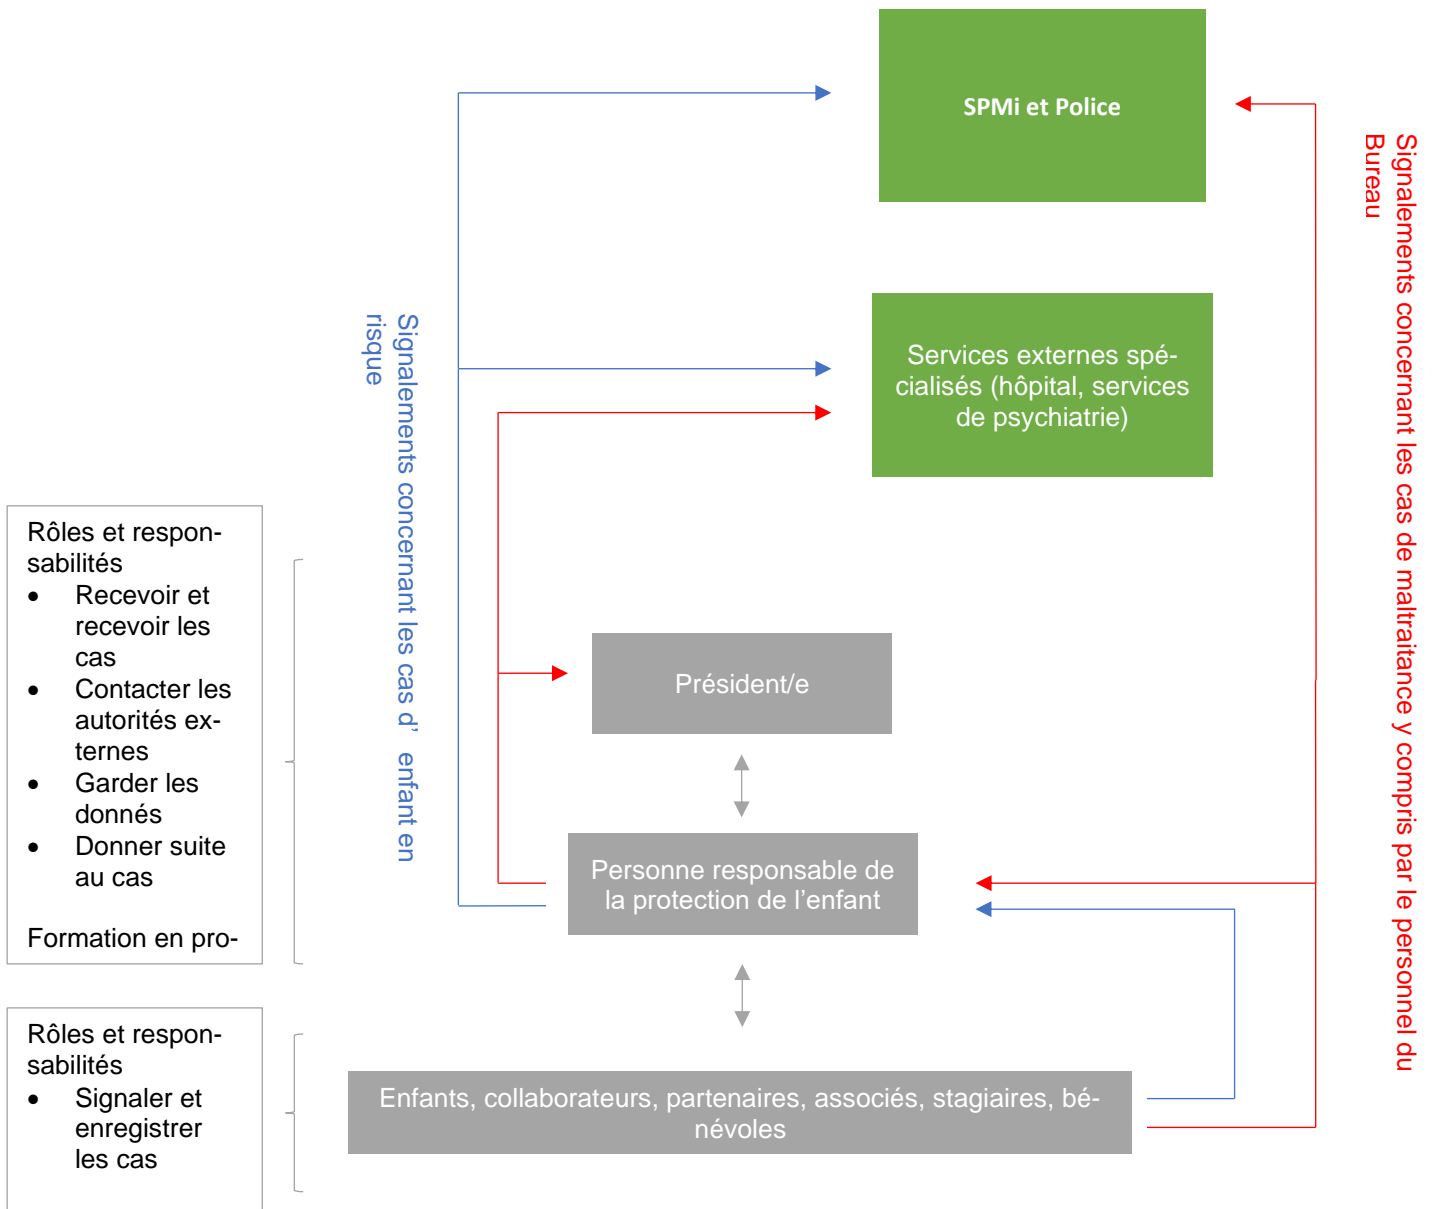 SPMi et Police
Signalements concernant les cas de maltraitance y compris par le personnel du
Bureau
Services externes spé-
cialisés (hôpital, services
de psychiatrie)
Signalements concernant les cas d’ enfant en
risque
Rôles et respon-
sabilités
• Recevoir et
recevoir les
cas
• Contacter les
autorités ex-
ternes
• Garder les
donnés
• Donner suite
au cas
Formation en pro-
Président/e
Personne responsable de
la protection de l’enfant
Rôles et respon-
sabilités
• Signaler et
enregistrer
les cas
Enfants, collaborateurs, partenaires, associés, stagiaires, bé-
névoles